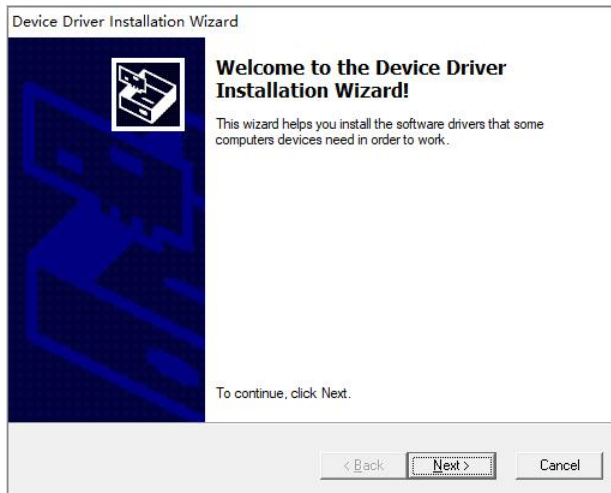 Device Driver Installation Wizard
Welcome to the Device Driver
Installation Wizard!
This wizard helps you install the software drivers that some
computers devices need in order to work.
To continue, click Next.
< Back
Next >
Cancel